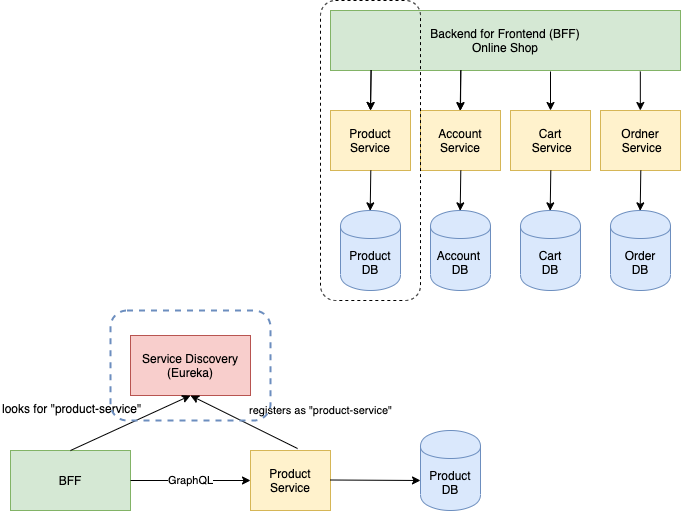 Backend for Frontend (BFF)
Online Shop
Product
Service
Account
Service
Cart
Service
Ordner
Service
Product
DB
Account
DB
Cart
DB
Order
DB
Service Discovery
(Eureka)
looks for "product-service"
registers as "product-service"
BFF
GraphQL
Product
Service
Product
DB